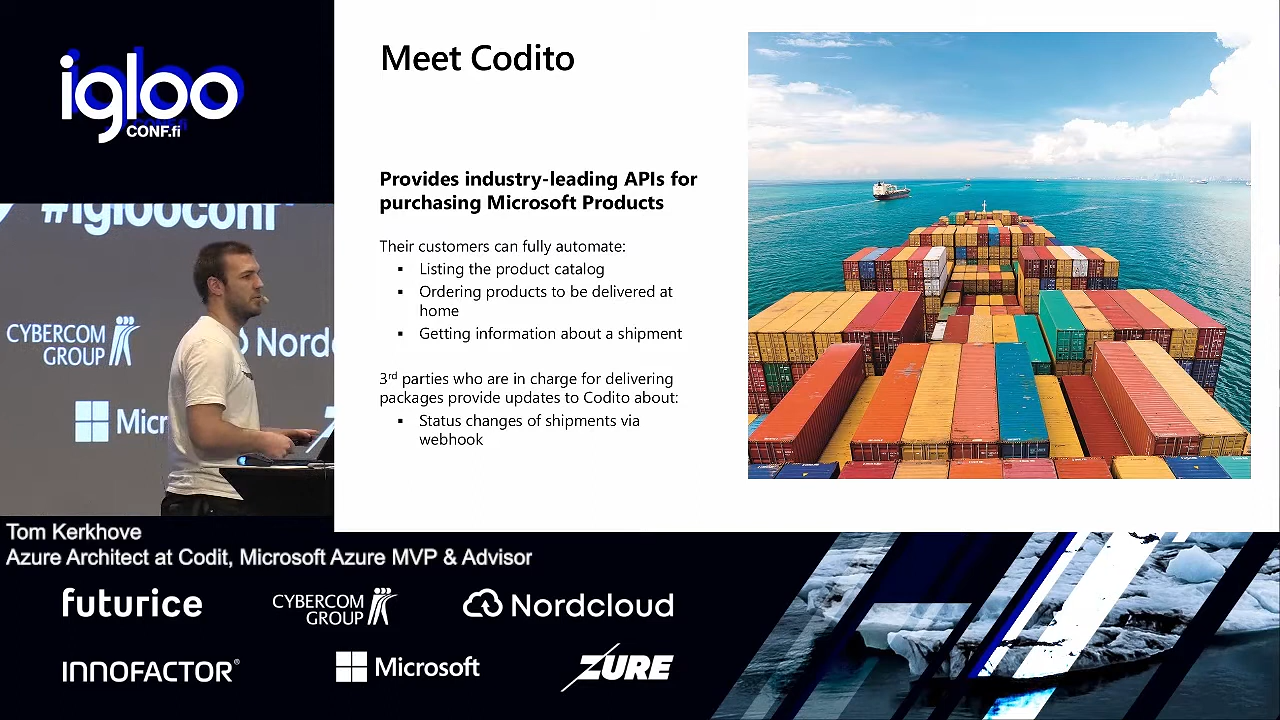 igloo
CONF.fi
#iglooconf
CYBERCOM
GROUP
Nordc
Micr
Meet Codito
Provides industry-leading APIs for
purchasing Microsoft Products
Their customers can fully automate:
▪ Listing the product catalog
▪ Ordering products to be delivered at
home
▪ Getting information about a shipment
3rd parties who are in charge for delivering
packages provide updates to Codito about:
▪ Status changes of shipments via
webhook
Tom Kerkhove
Azure Architect at Codit, Microsoft Azure MVP & Advisor
futurice
CYBERCOM
GROUP
Nordcloud
INNOFACTOR®
Microsoft
ZURE